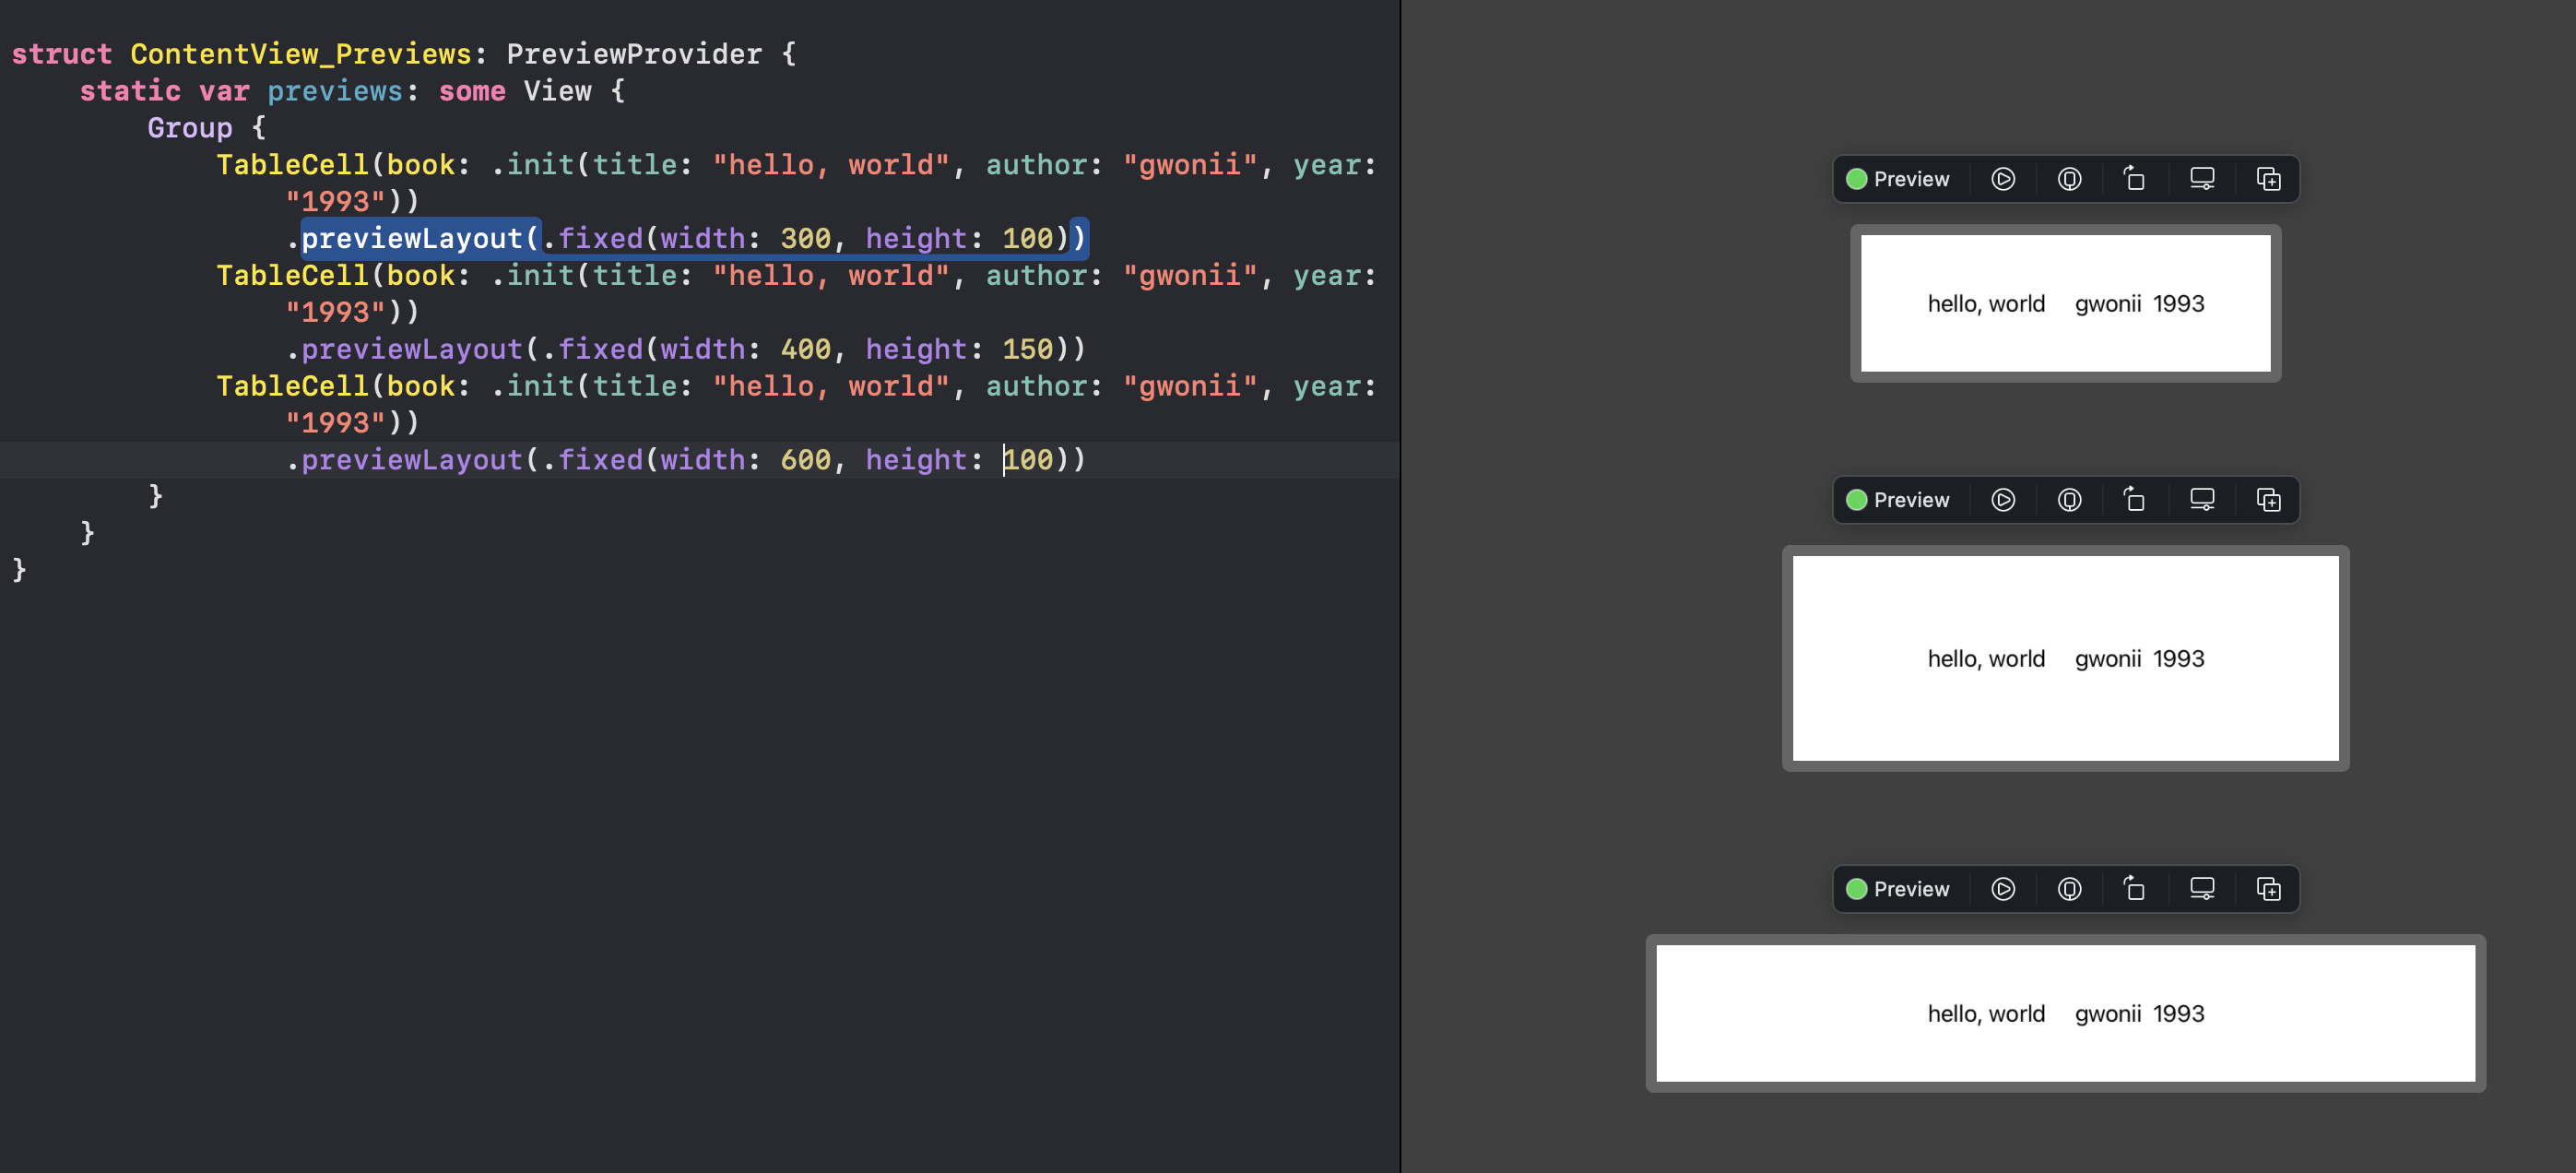 struct ContentView_Previews: PreviewProvider {
static var previews: some View {
Group {
TableCell(book: .init(title: "hello, world", author: "gwonii", year:
"1993"))
.previewLayout(.fixed(width: 300, height: 100))
TableCell(book: .init(title: "hello, world", author: "gwonii", year:
"1993"))
.previewLayout(.fixed(width: 400, height: 150))
TableCell(book: .init(title: "hello, world", author: "gwonii", year:
"1993"))
.previewLayout(.fixed(width: 600, height: 100))
}
}
}
Preview
hello, world gwonii 1993
Preview
hello, world gwonii 1993
Preview
hello, world gwonii 1993